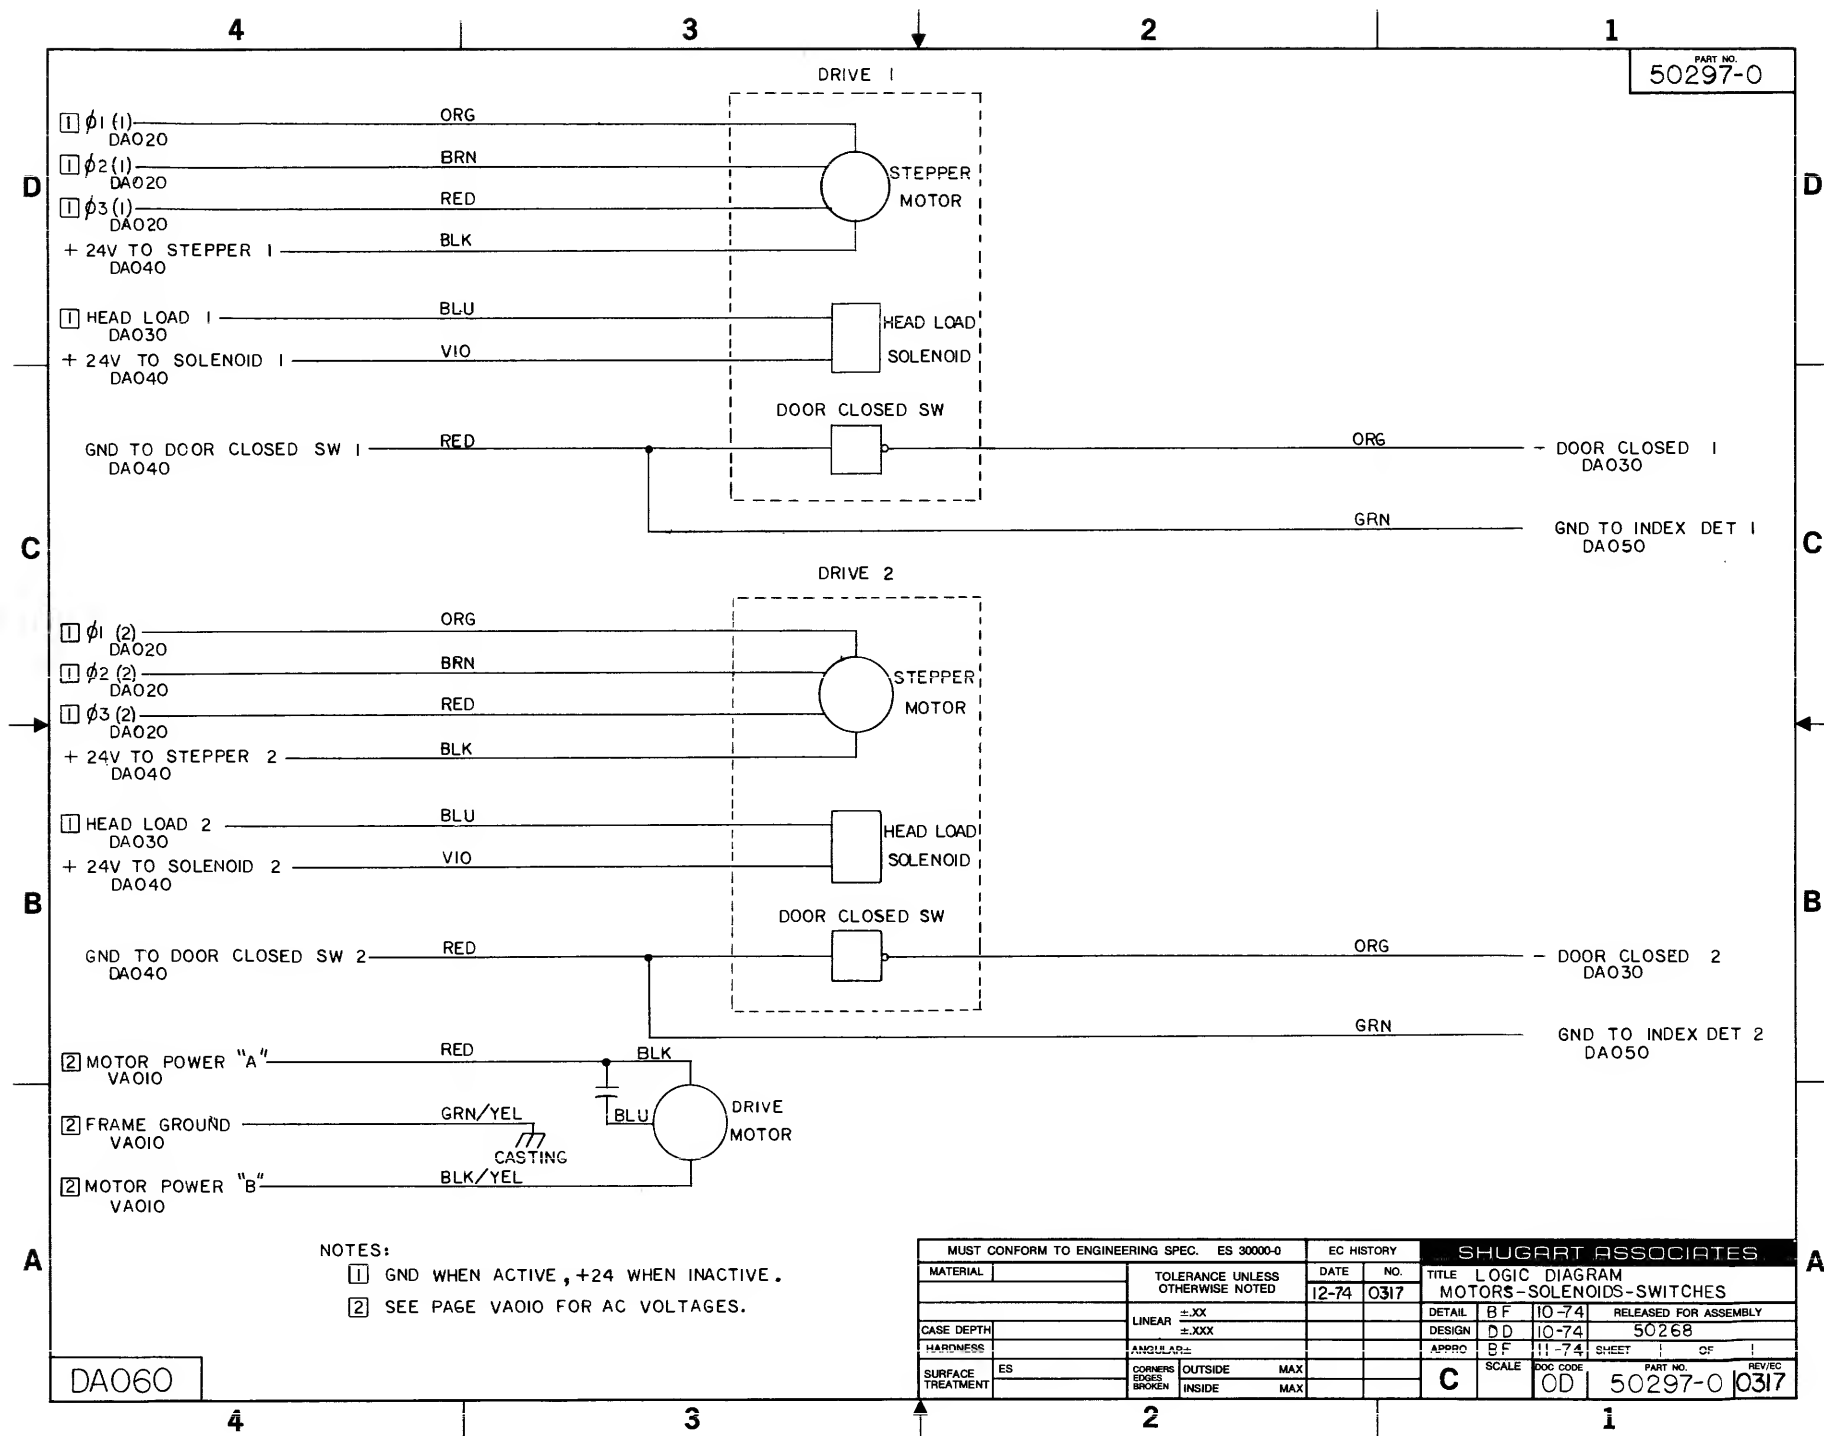 4 3 2 1
PART NO.
50297-0
DRIVE 1
1 ϕ1 (1) ORG
DA020
1 ϕ2 (1) BRN
DA020
STEPPER
D D
1 ϕ3 (1) RED MOTOR
DA020
+ 24V TO STEPPER 1 BLK
DA040
1 HEAD LOAD 1 BLU HEAD LOAD
DA030
+ 24V TO SOLENOID 1 VIO SOLENOID
DA040
DOOR CLOSED SW
GND TO DOOR CLOSED SW 1 RED ORG - DOOR CLOSED 1
DA040 DA030
GRN GND TO INDEX DET 1
DA050
C C
DRIVE 2
1 ϕ1 (2) ORG
DA020
1 ϕ2 (2) BRN STEPPER
DA020
1 ϕ3 (2) RED MOTOR
DA020
+ 24V TO STEPPER 2 BLK
DA040
1 HEAD LOAD 2 BLU HEAD LOAD
DA030
+ 24V TO SOLENOID 2 VIO SOLENOID
DA040
B B
DOOR CLOSED SW
GND TO DOOR CLOSED SW 2 RED ORG - DOOR CLOSED 2
DA040 DA030
GRN GND TO INDEX DET 2
DA050
2 MOTOR POWER "A" RED BLK
VA010
2 FRAME GROUND GRN/YEL BLU DRIVE
VA010 MOTOR
CASTING
2 MOTOR POWER "B" BLK/YEL
VA010
A A
NOTES:
1 GND WHEN ACTIVE, +24 WHEN INACTIVE.
2 SEE PAGE VA010 FOR AC VOLTAGES.
MUST CONFORM TO ENGINEERING SPEC. ES 30000-0
MATERIAL
CASE DEPTH
HARDNESS
SURFACE TREATMENT ES
TOLERANCE UNLESS
OTHERWISE NOTED
LINEAR ±.XX
±.XXX
ANGULAR±
CORNERS EDGES BROKEN
OUTSIDE MAX
INSIDE MAX
EC HISTORY
DATE NO.
12-74 0317
SHUGART ASSOCIATES
TITLE LOGIC DIAGRAM
MOTORS-SOLENOIDS-SWITCHES
DETAIL BF 10-74 RELEASED FOR ASSEMBLY
DESIGN DD 10-74 50268
APPRO BF 11-74 SHEET 1 OF 1
C SCALE DOC CODE PART NO. REV/EC
OD 50297-0 0317
DA060
4 3 2 1